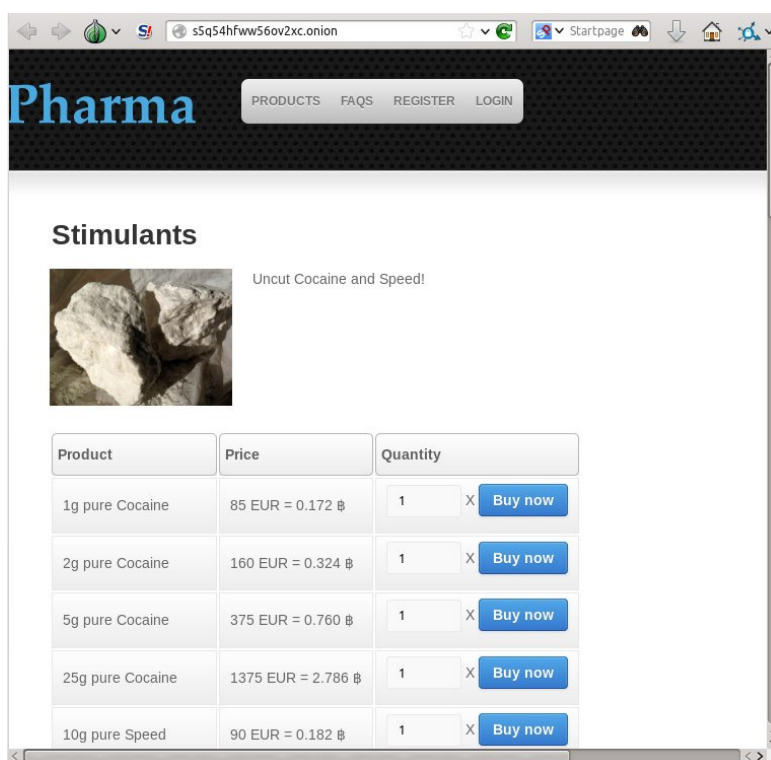 s5q54hfww56ov2xc.onion Startpage
Pharma PRODUCTS FAQS REGISTER LOGIN
Stimulants
Uncut Cocaine and Speed!
Product Price Quantity
1g pure Cocaine 85 EUR = 0.172 ฿ 1 X Buy now
2g pure Cocaine 160 EUR = 0.324 ฿ 1 X Buy now
5g pure Cocaine 375 EUR = 0.760 ฿ 1 X Buy now
25g pure Cocaine 1375 EUR = 2.786 ฿ 1 X Buy now
10g pure Speed 90 EUR = 0.182 ฿ 1 X Buy now